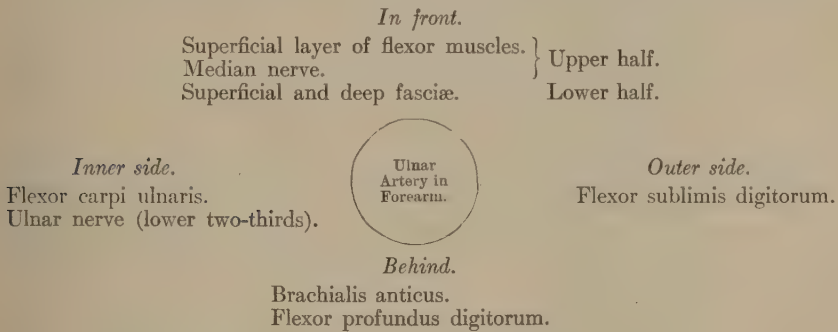 In front.
Superficial layer of flexor muscles. } Upper half.
Median nerve.
Superficial and deep fasciæ. Lower half.
Inner side.
Flexor carpi ulnaris.
Ulnar nerve (lower two-thirds).
Ulnar
Artery in
Forearm.
Outer side.
Flexor sublimis digitorum.
Behind.
Brachialis anticus.
Flexor profundus digitorum.